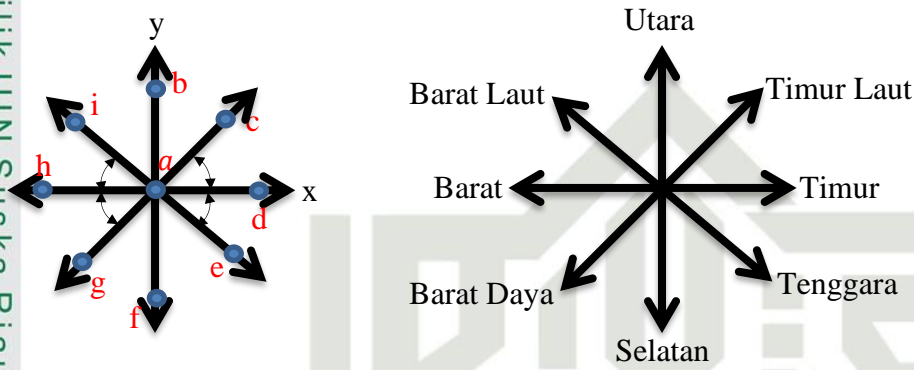 y
b
i
c
a
h
x
d
e
g
f
Utara
Barat Laut
Timur Laut
Barat
Timur
Barat Daya
Tenggara
Selatan